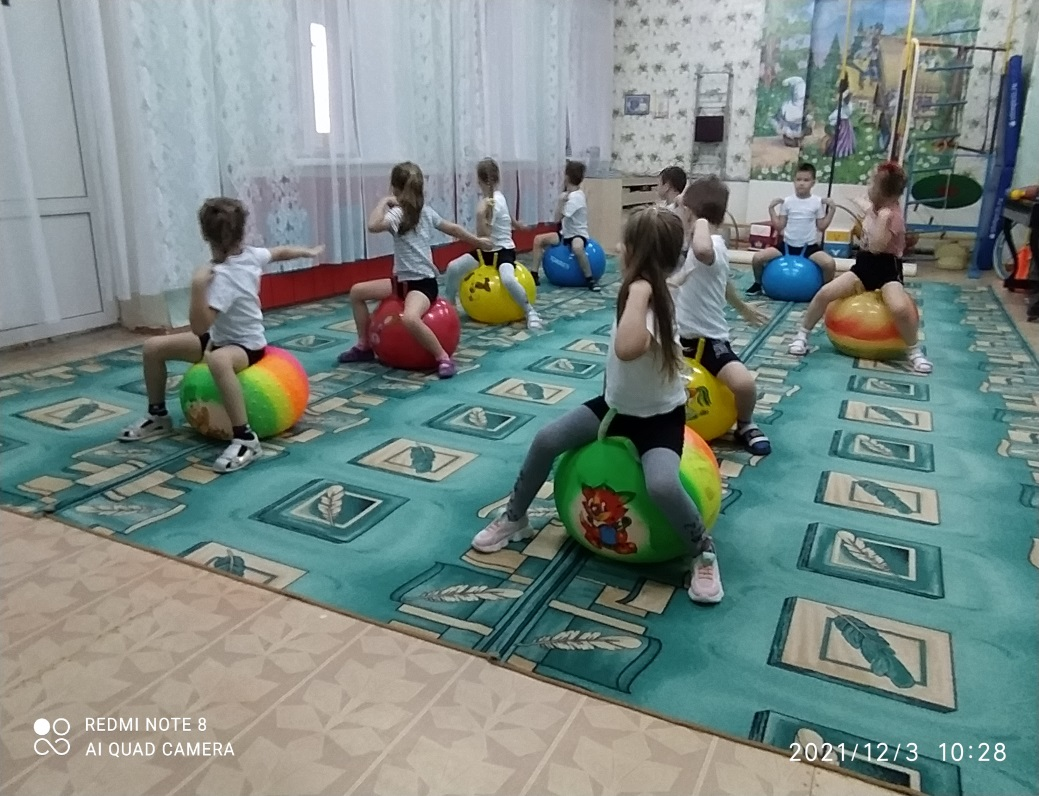 REDMI NOTE 8
AI QUAD CAMERA
2021/12/3 10:28